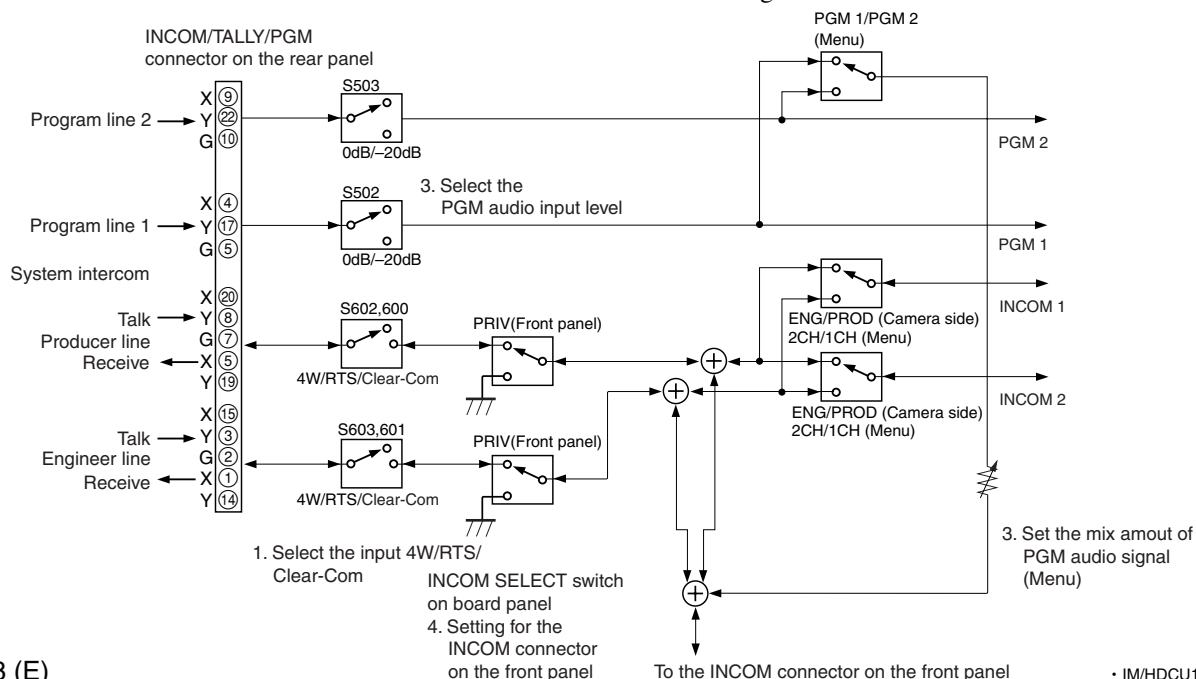 PGM 1/PGM 2
(Menu)
INCOM/TALLY/PGM
connector on the rear panel
S503
X ⑨
Program line 2 Y ㉒
G ⑩
0dB/–20dB
PGM 2
S502
3. Select the
PGM audio input level
X ④
Program line 1 Y ⑰
G ⑤
0dB/–20dB
PGM 1
System intercom
X ⑳
Talk Y ⑧
Producer line G ⑦
Receive X ⑤
Y ⑲
S602,600
4W/RTS/Clear-Com
PRIV(Front panel)
INCOM 1
ENG/PROD (Camera side)
2CH/1CH (Menu)
INCOM 2
ENG/PROD (Camera side)
2CH/1CH (Menu)
X ⑮
Talk Y ③
Engineer line G ②
Receive X ①
Y ⑭
S603,601
4W/RTS/Clear-Com
PRIV(Front panel)
1. Select the input 4W/RTS/
Clear-Com
3. Set the mix amout of
PGM audio signal
(Menu)
INCOM SELECT switch
on board panel
4. Setting for the
INCOM connector
on the front panel
To the INCOM connector on the front panel
(E)
• IM/HDCU1